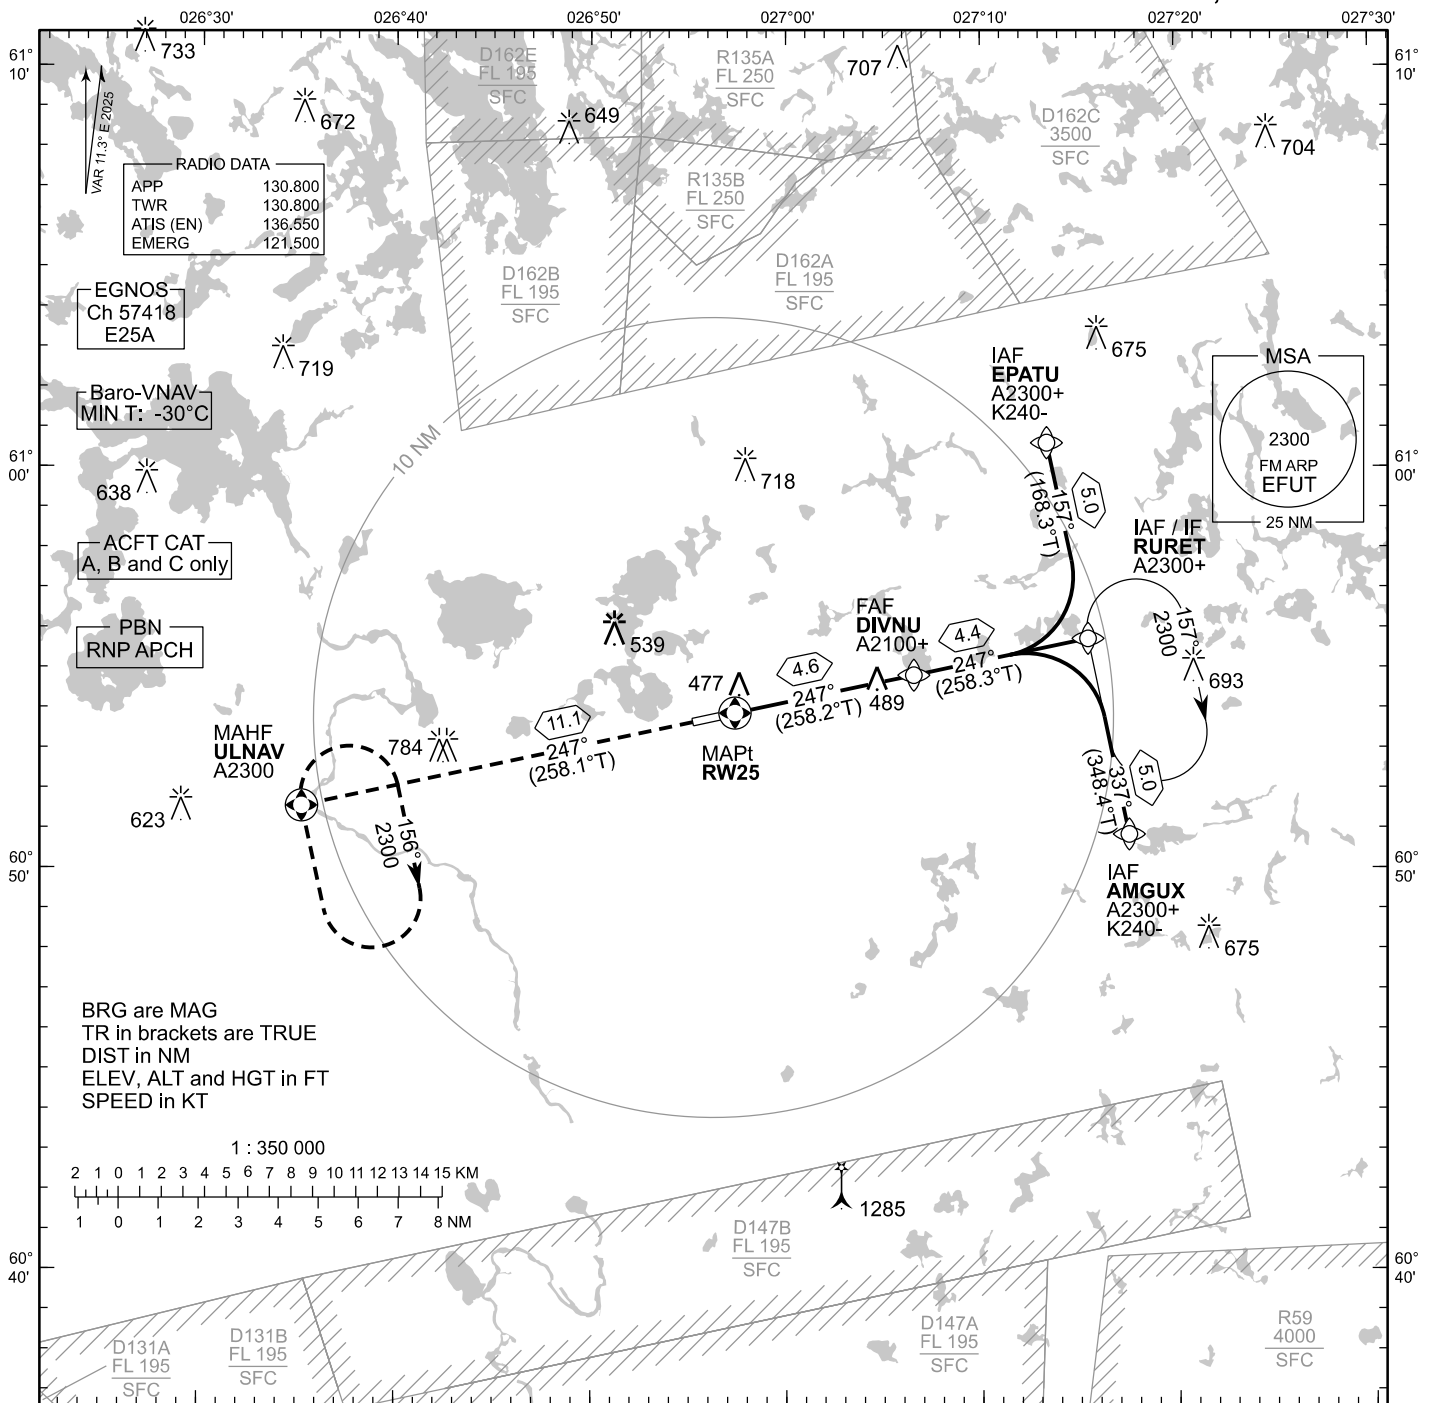 026°30'
026°40'
026°50'
027°00'
027°10'
027°20'
027°30'
61°
10'
61°
10'
733
VAR 11.3° E 2025
672
D162E
FL 195
SFC
649
R135A
FL 250
SFC
707
D162C
3500
SFC
704
RADIO DATA
APP 130.800
TWR 130.800
ATIS (EN) 136.550
EMERG 121.500
R135B
FL 250
SFC
D162B
FL 195
SFC
D162A
FL 195
SFC
EGNOS
Ch 57418
E25A
719
675
IAF
EPATU
A2300+
K240-
MSA
2300
FM ARP
EFUT
25 NM
Baro-VNAV
MIN T: -30°C
10 NM
61°
00'
61°
00'
638
718
5.0
157°
(168.3°T)
ACFT CAT
A, B and C only
IAF / IF
RURET
A2300+
PBN
RNP APCH
539
FAF
DIVNU
A2100+
4.4
247°
(258.3°T)
157°
2300
693
477
4.6
247°
(258.2°T)
489
MAHF
ULNAV
A2300
784
11.1
247°
(258.1°T)
MAPt
RW25
5.0
337°
(348.4°T)
623
156°
2300
60°
50'
60°
50'
IAF
AMGUX
A2300+
K240-
675
BRG are MAG
TR in brackets are TRUE
DIST in NM
ELEV, ALT and HGT in FT
SPEED in KT
1 : 350 000
2 1 0 1 2 3 4 5 6 7 8 9 10 11 12 13 14 15 KM
1 0 1 2 3 4 5 6 7 8 NM
1285
D147B
FL 195
SFC
60°
40'
60°
40'
D131A
FL 195
SFC
D131B
FL 195
SFC
D147A
FL 195
SFC
R59
4000
SFC